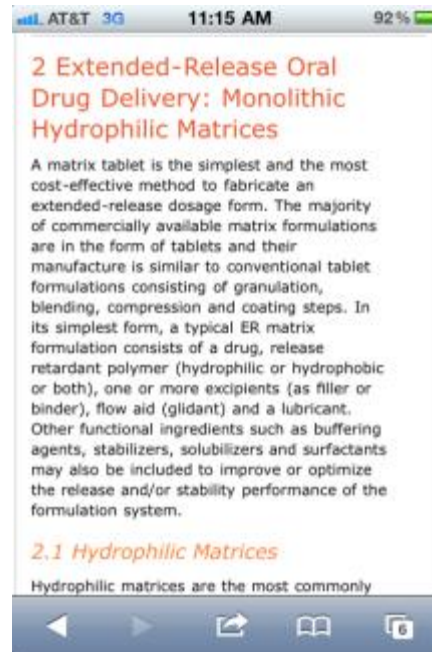 AT&T 3G 11:15 AM 92%
2 Extended-Release Oral
Drug Delivery: Monolithic
Hydrophilic Matrices
A matrix tablet is the simplest and the most
cost-effective method to fabricate an
extended-release dosage form. The majority
of commercially available matrix formulations
are in the form of tablets and their
manufacture is similar to conventional tablet
formulations consisting of granulation,
blending, compression and coating steps. In
its simplest form, a typical ER matrix
formulation consists of a drug, release
retardant polymer (hydrophilic or hydrophobic
or both), one or more excipients (as filler or
binder), flow aid (glidant) and a lubricant.
Other functional ingredients such as buffering
agents, stabilizers, solubilizers and surfactants
may also be included to improve or optimize
the release and/or stability performance of the
formulation system.
2.1 Hydrophilic Matrices
Hydrophilic matrices are the most commonly
6